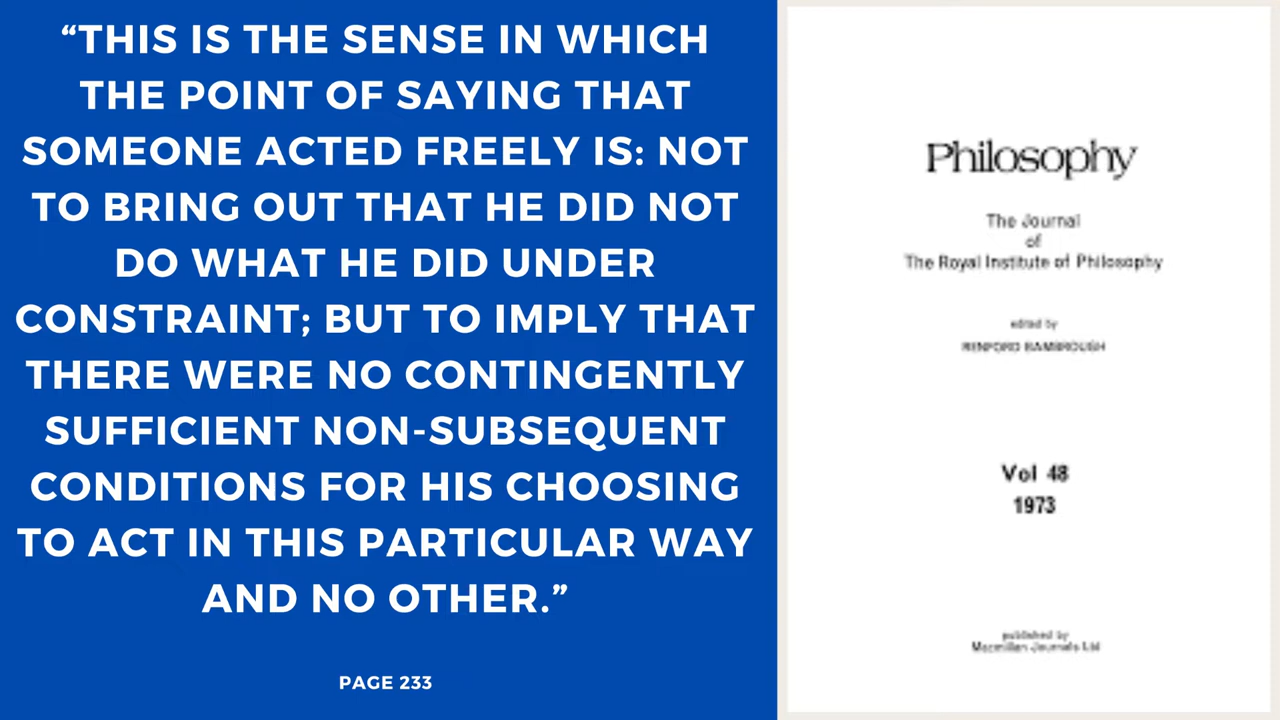 “THIS IS THE SENSE IN WHICH
THE POINT OF SAYING THAT
SOMEONE ACTED FREELY IS: NOT
TO BRING OUT THAT HE DID NOT
DO WHAT HE DID UNDER
CONSTRAINT; BUT TO IMPLY THAT
THERE WERE NO CONTINGENTLY
SUFFICIENT NON-SUBSEQUENT
CONDITIONS FOR HIS CHOOSING
TO ACT IN THIS PARTICULAR WAY
AND NO OTHER.”
PAGE 233
Philosophy
The Journal
of
The Royal Institute of Philosophy
edited by
RENFORD BAMBROUGH
Vol 48
1973
published by
Macmillan Journals Ltd